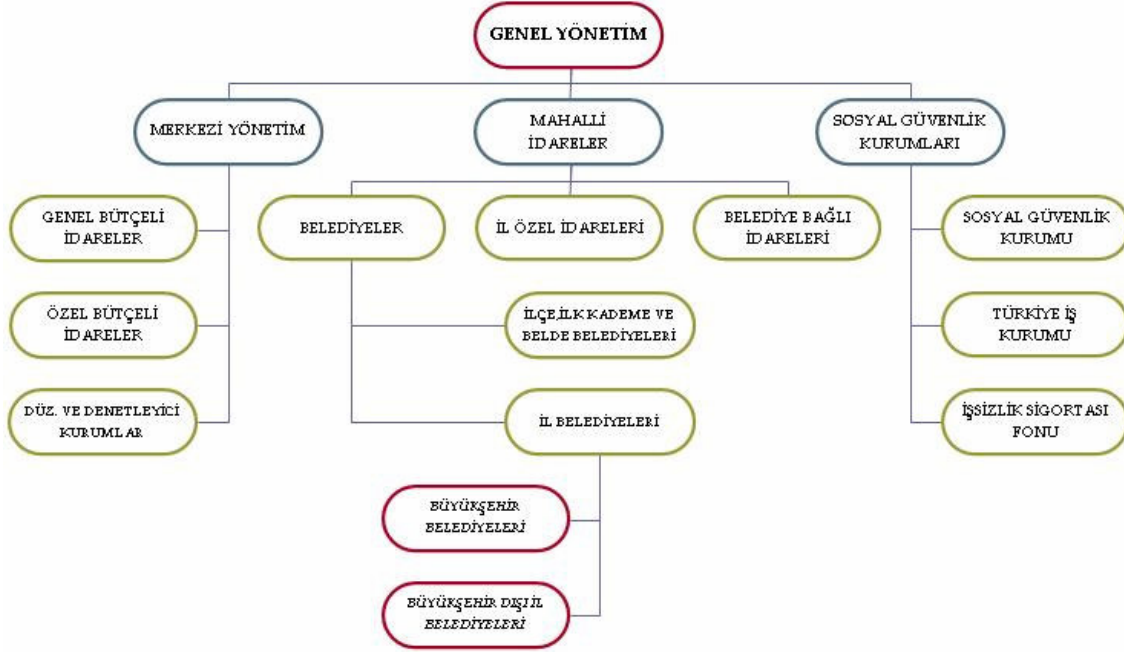 GENEL YÖNETİM
MERKEZİ YÖNETİM
MAHALLİ
İDARELER
SOSYAL GÜVENLİK
KURUMLARI
GENEL BÜTÇELİ
İDARELER
BELEDİYELER
İL ÖZEL İDARELERİ
BELEDİYE BAĞLI
İDARELERİ
SOSYAL GÜVENLİK
KURUMU
ÖZEL BÜTÇELİ
İDARELER
İLÇE,İLK KADEME VE
BELDE BELEDİYELERİ
TÜRKİYE İŞ
KURUMU
DÜZ. VE DENETLEYİCİ
KURUMLAR
İL BELEDİYELERİ
İŞSİZLİK SİGORTASI
FONU
BÜYÜKŞEHİR
BELEDİYELERİ
BÜYÜKŞEHİR DIŞI İL
BELEDİYELERİ